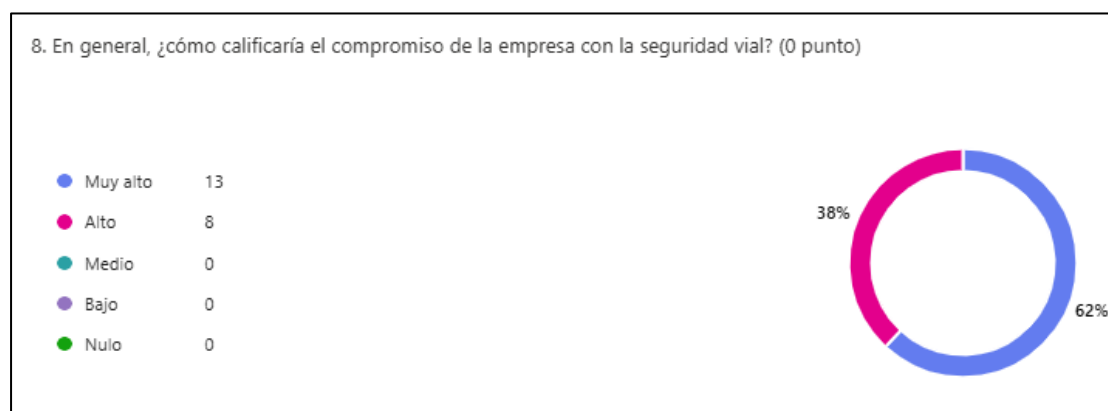 8. En general, ¿cómo calificaría el compromiso de la empresa con la seguridad vial? (0 punto)
Muy alto 13
Alto 8
Medio 0
Bajo 0
Nulo 0
38%
62%